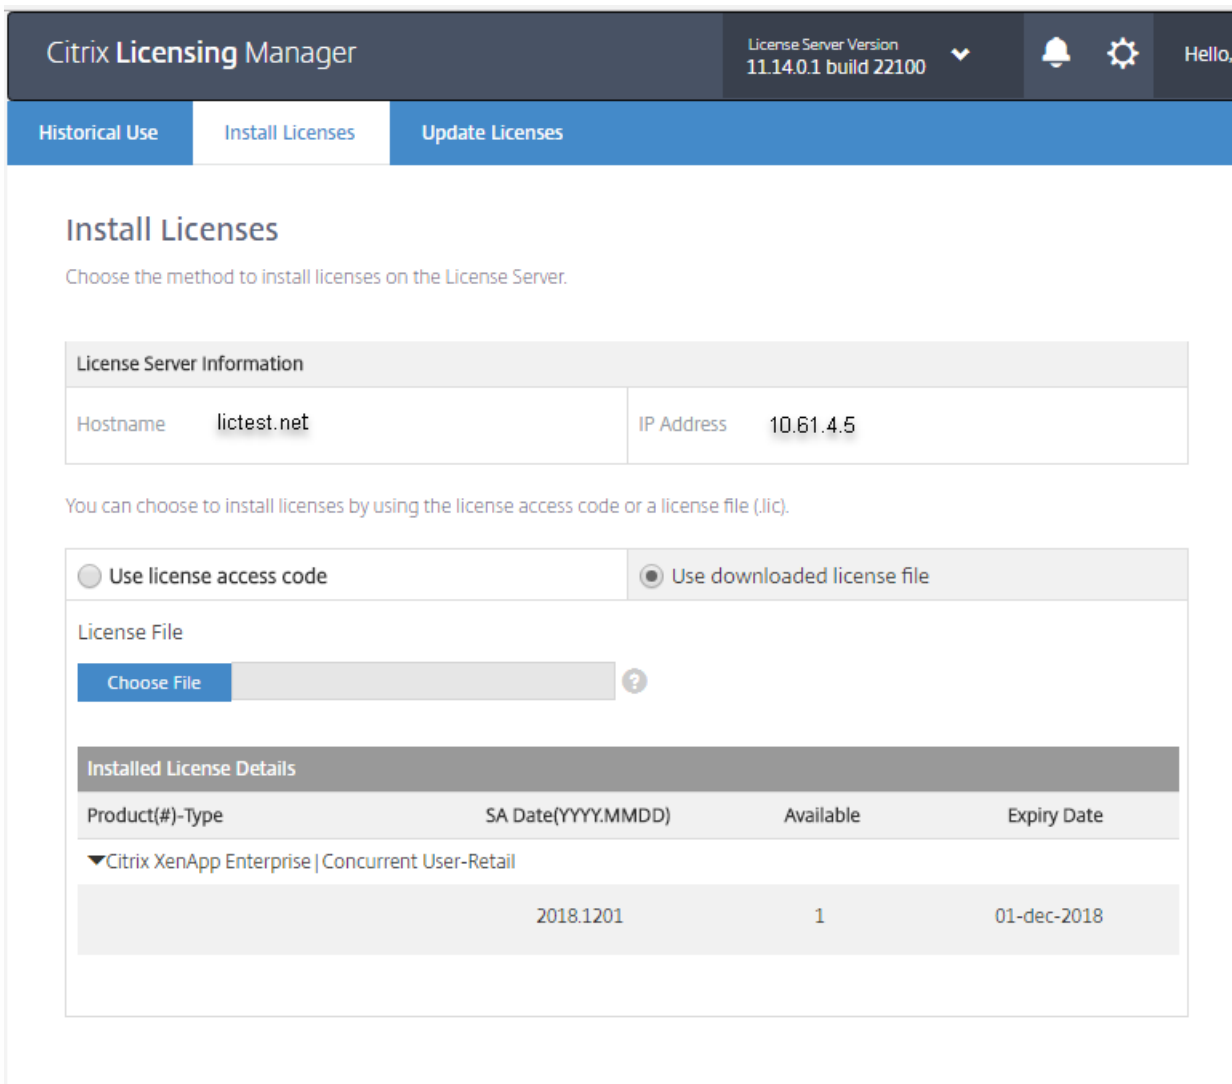 Citrix Licensing Manager
License Server Version
11.14.0.1 build 22100
Hello,
Historical Use
Install Licenses
Update Licenses
Install Licenses
Choose the method to install licenses on the License Server.
License Server Information
Hostname lictest.net
IP Address 10.61.4.5
You can choose to install licenses by using the license access code or a license file (.lic).
Use license access code
Use downloaded license file
License File
Choose File
?
Installed License Details
Product(#)-Type SA Date(YYYY.MMDD) Available Expiry Date
Citrix XenApp Enterprise|Concurrent User-Retail
2018.1201 1 01-dec-2018